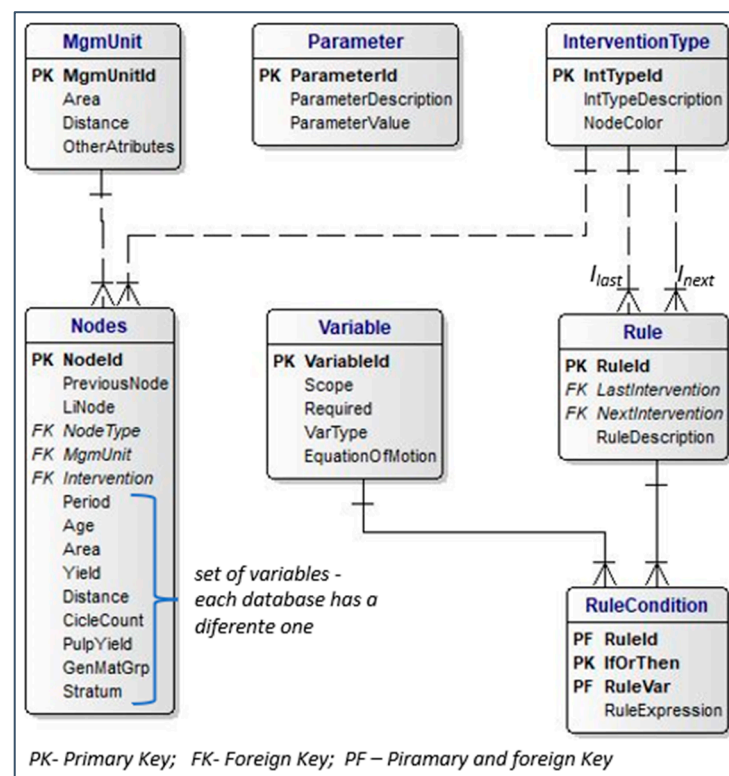 MgmUnit
PK MgmUnitId
Area
Distance
OtherAtributes
Parameter
PK ParameterId
ParameterDescription
ParameterValue
InterventionType
PK IntTypeId
IntTypeDescription
NodeColor
I_last
I_next
Nodes
PK NodeId
PreviousNode
LiNode
FK NodeType
FK MgmUnit
FK Intervention
Period
Age
Area
Yield
Distance
CicleCount
PulpYield
GenMatGrp
Stratum
set of variables -
each database has a
diferente one
Variable
PK VariableId
Scope
Required
VarType
EquationOfMotion
Rule
PK RuleId
FK LastIntervention
FK NextIntervention
RuleDescription
RuleCondition
PF RuleId
PK IfOrThen
PF RuleVar
RuleExpression
PK- Primary Key; FK- Foreign Key; PF – Piramary and foreign Key